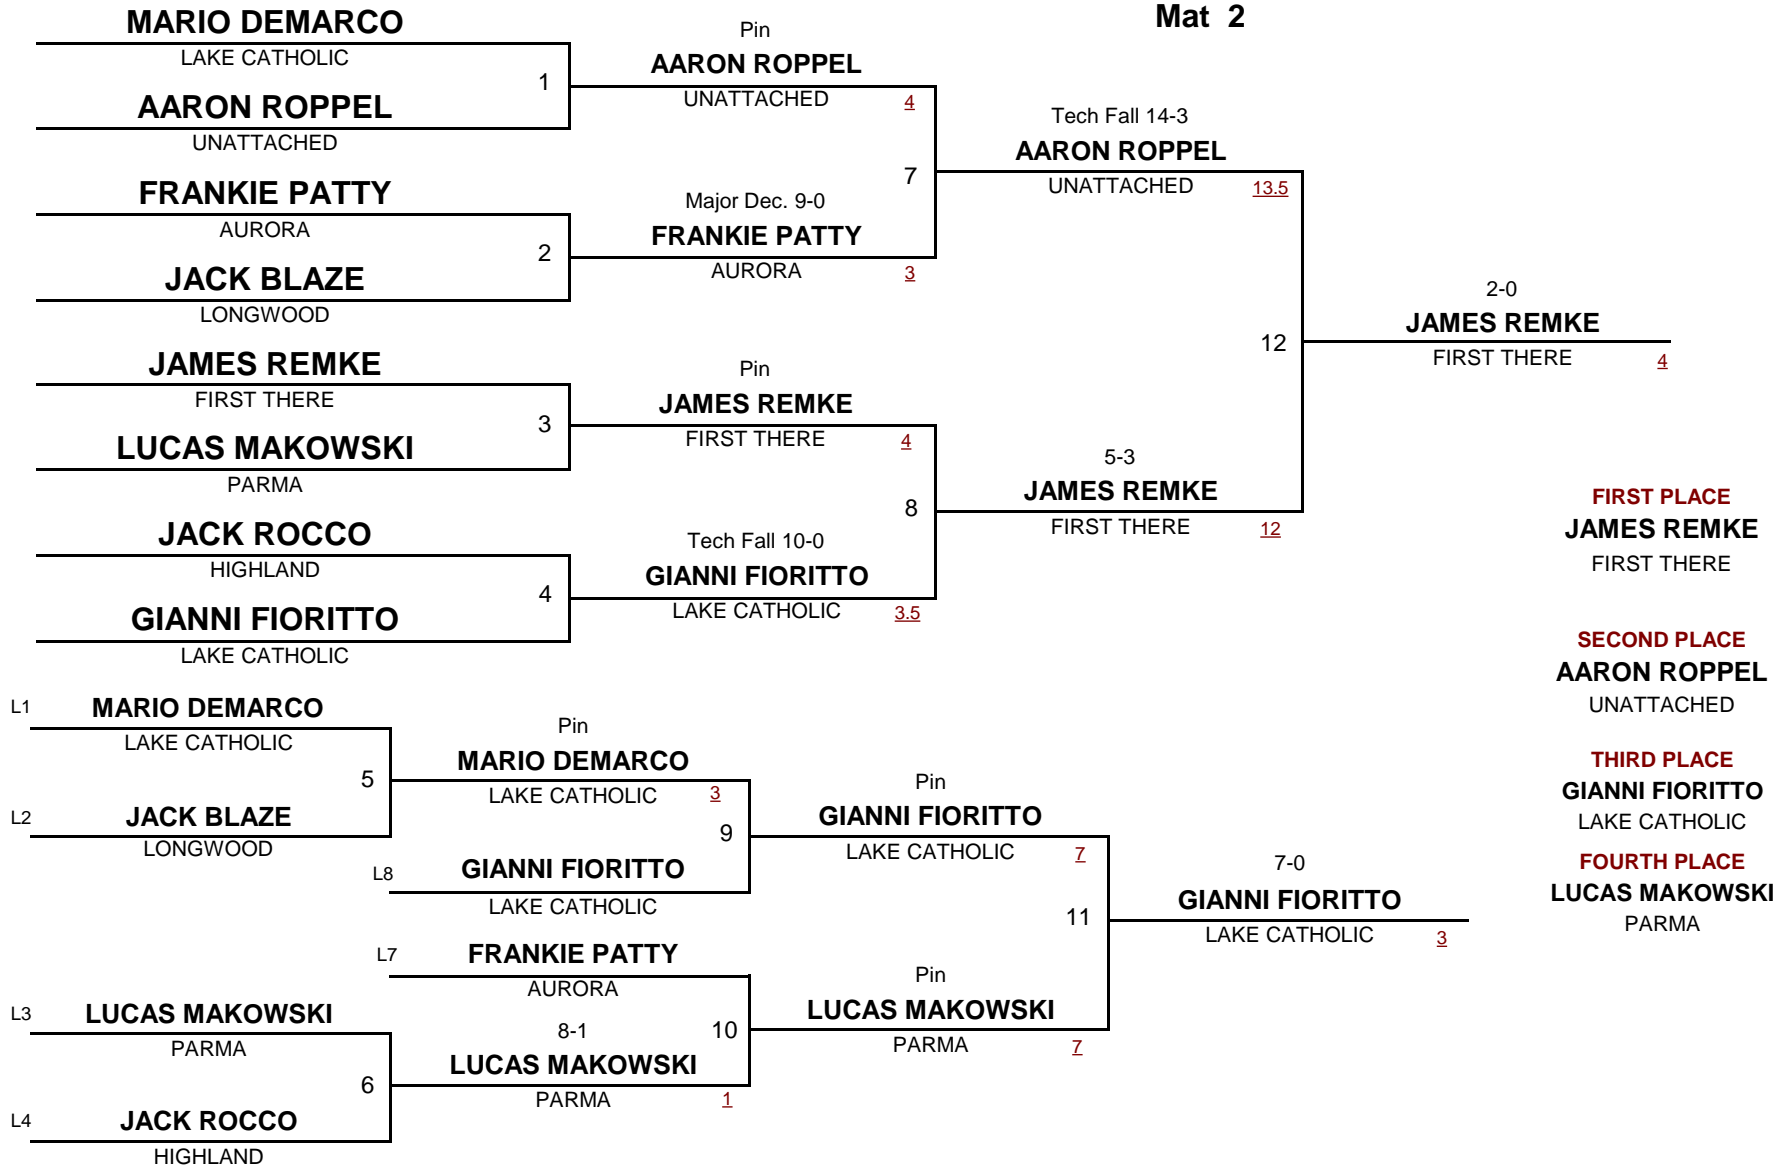 Mat 2
MARIO DEMARCO
LAKE CATHOLIC
1
AARON ROPPEL
UNATTACHED
Pin
AARON ROPPEL
UNATTACHED 4
FRANKIE PATTY
AURORA
2
JACK BLAZE
LONGWOOD
7
Major Dec. 9-0
FRANKIE PATTY
AURORA 3
Tech Fall 14-3
AARON ROPPEL
UNATTACHED 13.5
JAMES REMKE
FIRST THERE
3
LUCAS MAKOWSKI
PARMA
Pin
JAMES REMKE
FIRST THERE 4
JACK ROCCO
HIGHLAND
4
GIANNI FIORITTO
LAKE CATHOLIC
8
Tech Fall 10-0
GIANNI FIORITTO
LAKE CATHOLIC 3.5
5-3
JAMES REMKE
FIRST THERE 12
12
2-0
JAMES REMKE
FIRST THERE 4
L1 MARIO DEMARCO
LAKE CATHOLIC
5
L2 JACK BLAZE
LONGWOOD
Pin
MARIO DEMARCO
LAKE CATHOLIC 3
9
L8 GIANNI FIORITTO
LAKE CATHOLIC
Pin
GIANNI FIORITTO
LAKE CATHOLIC 7
L7 FRANKIE PATTY
AURORA
L3 LUCAS MAKOWSKI
PARMA
6
L4 JACK ROCCO
HIGHLAND
8-1
10
LUCAS MAKOWSKI
PARMA 1
Pin
LUCAS MAKOWSKI
PARMA 7
11
7-0
GIANNI FIORITTO
LAKE CATHOLIC 3
FIRST PLACE
JAMES REMKE
FIRST THERE
SECOND PLACE
AARON ROPPEL
UNATTACHED
THIRD PLACE
GIANNI FIORITTO
LAKE CATHOLIC
FOURTH PLACE
LUCAS MAKOWSKI
PARMA